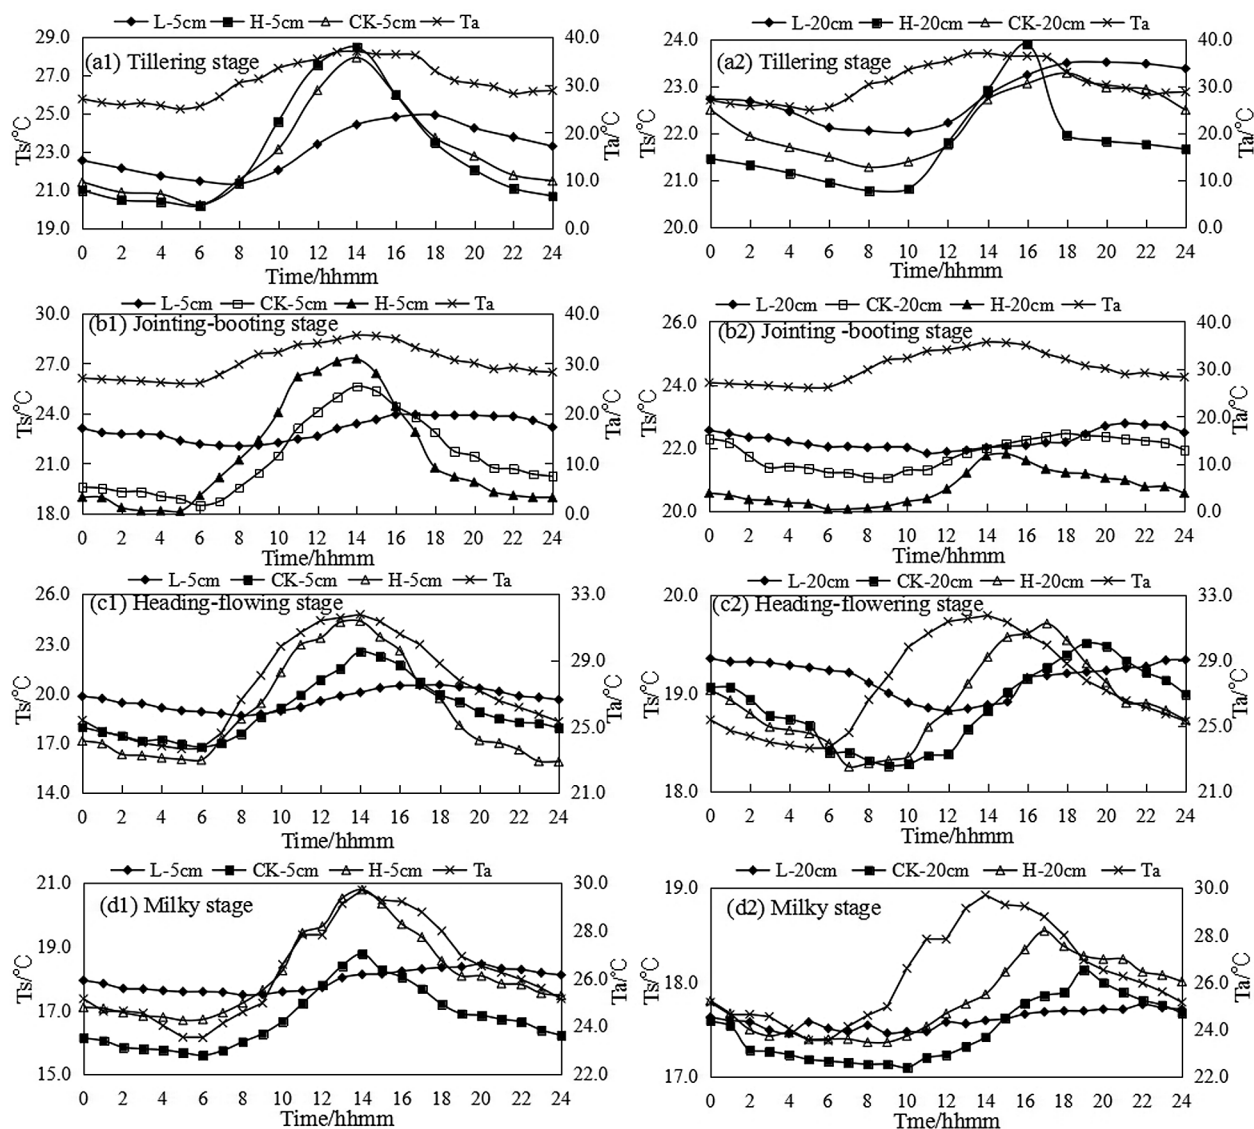 L-5cm H-5cm CK-5cm Ta
(a1) Tillering stage
29.0 27.0 25.0 23.0 21.0 19.0
Ts/°C
40.0 30.0 20.0 10.0 0.0
Ta/°C
0 2 4 6 8 10 12 14 16 18 20 22 24
Time/hhmm
L-20cm H-20cm CK-20cm Ta
(a2) Tillering stage
24.0 23.0 22.0 21.0 20.0
Ts/°C
40.0 30.0 20.0 10.0 0.0
Ta/°C
0 2 4 6 8 10 12 14 16 18 20 22 24
Time/hhmm
L-5cm CK-5cm H-5cm Ta
(b1) Jointing-booting stage
30.0 27.0 24.0 21.0 18.0
Ts/°C
40.0 30.0 20.0 10.0 0.0
Ta/°C
0 2 4 6 8 10 12 14 16 18 20 22 24
Time/hhmm
L-20cm CK-20cm H-20cm Ta
(b2) Jointing -booting stage
26.0 24.0 22.0 20.0
Ts/°C
40.0 30.0 20.0 10.0 0.0
Ta/°C
0 2 4 6 8 10 12 14 16 18 20 22 24
Time/hhmm
L-5cm CK-5cm H-5cm Ta
(c1) Heading-flowing stage
26.0 23.0 20.0 17.0 14.0
Ts/°C
33.0 29.0 25.0 21.0
Ta/°C
0 2 4 6 8 10 12 14 16 18 20 22 24
Time/hhmm
L-20cm CK-20cm H-20cm Ta
(c2) Heading-flowering stage
20.0 19.0 18.0
Ts/°C
33.0 29.0 25.0 21.0
Ta/°C
0 2 4 6 8 10 12 14 16 18 20 22 24
Time/hhmm
L-5cm CK-5cm H-5cm Ta
(d1) Milky stage
21.0 19.0 17.0 15.0
Ts/°C
30.0 28.0 26.0 24.0 22.0
Ta/°C
0 2 4 6 8 10 12 14 16 18 20 22 24
Time/hhmm
L-20cm CK-20cm H-20cm Ta
(d2) Milky stage
19.0 18.0 17.0
Ts/°C
30.0 28.0 26.0 24.0 22.0
Ta/°C
0 2 4 6 8 10 12 14 16 18 20 22 24
Tme/hhmm